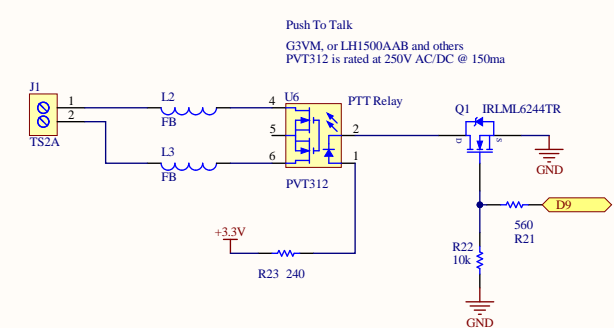 Push To Talk
G3VM, or LH1500AAB and others
PVT312 is rated at 250V AC/DC @ 150ma
J1
1
2
TS2A
L2
FB
L3
FB
U6
4
5
6
PTT Relay
2
1
PVT312
Q1 IRLML6244TR
D
S
GND
+3.3V
R23 240
D9
560
R21
R22
10k
GND